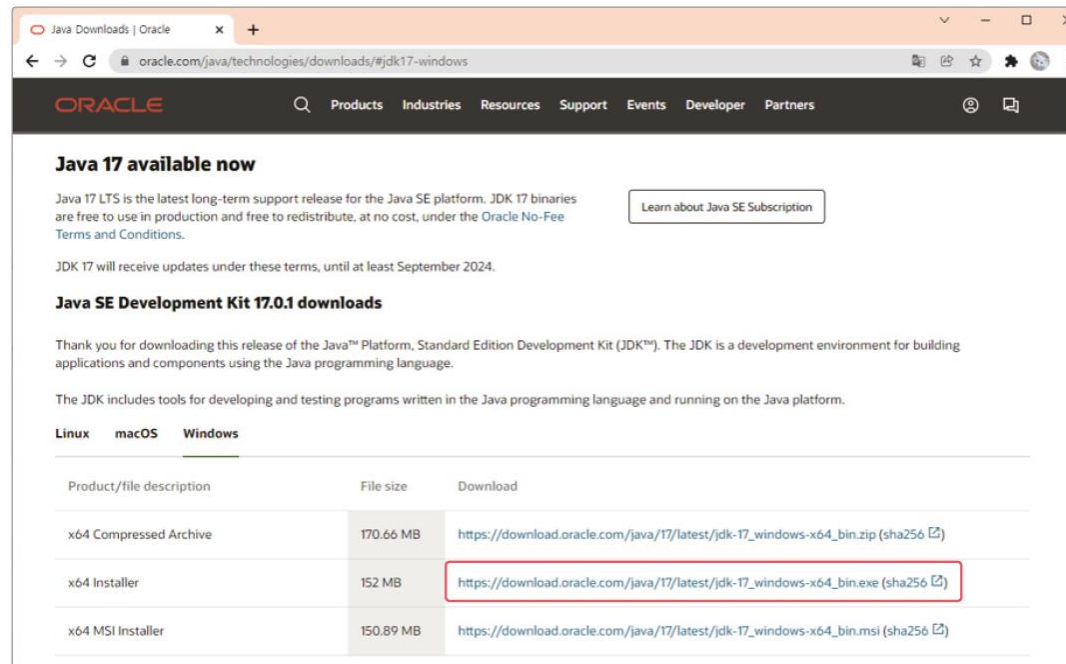 Java Downloads | Oracle
oracle.com/java/technologies/downloads/#jdk17-windows
ORACLE Products Industries Resources Support Events Developer Partners
Java 17 available now
Java 17 LTS is the latest long-term support release for the Java SE platform. JDK 17 binaries
are free to use in production and free to redistribute, at no cost, under the Oracle No-Fee
Terms and Conditions.
Learn about Java SE Subscription
JDK 17 will receive updates under these terms, until at least September 2024.
Java SE Development Kit 17.0.1 downloads
Thank you for downloading this release of the Java™ Platform, Standard Edition Development Kit (JDK™). The JDK is a development environment for building
applications and components using the Java programming language.
The JDK includes tools for developing and testing programs written in the Java programming language and running on the Java platform.
Linux macOS Windows
Product/file description File size Download
x64 Compressed Archive 170.66 MB https://download.oracle.com/java/17/latest/jdk-17_windows-x64_bin.zip (sha256)
x64 Installer 152 MB https://download.oracle.com/java/17/latest/jdk-17_windows-x64_bin.exe (sha256)
x64 MSI Installer 150.89 MB https://download.oracle.com/java/17/latest/jdk-17_windows-x64_bin.msi (sha256)